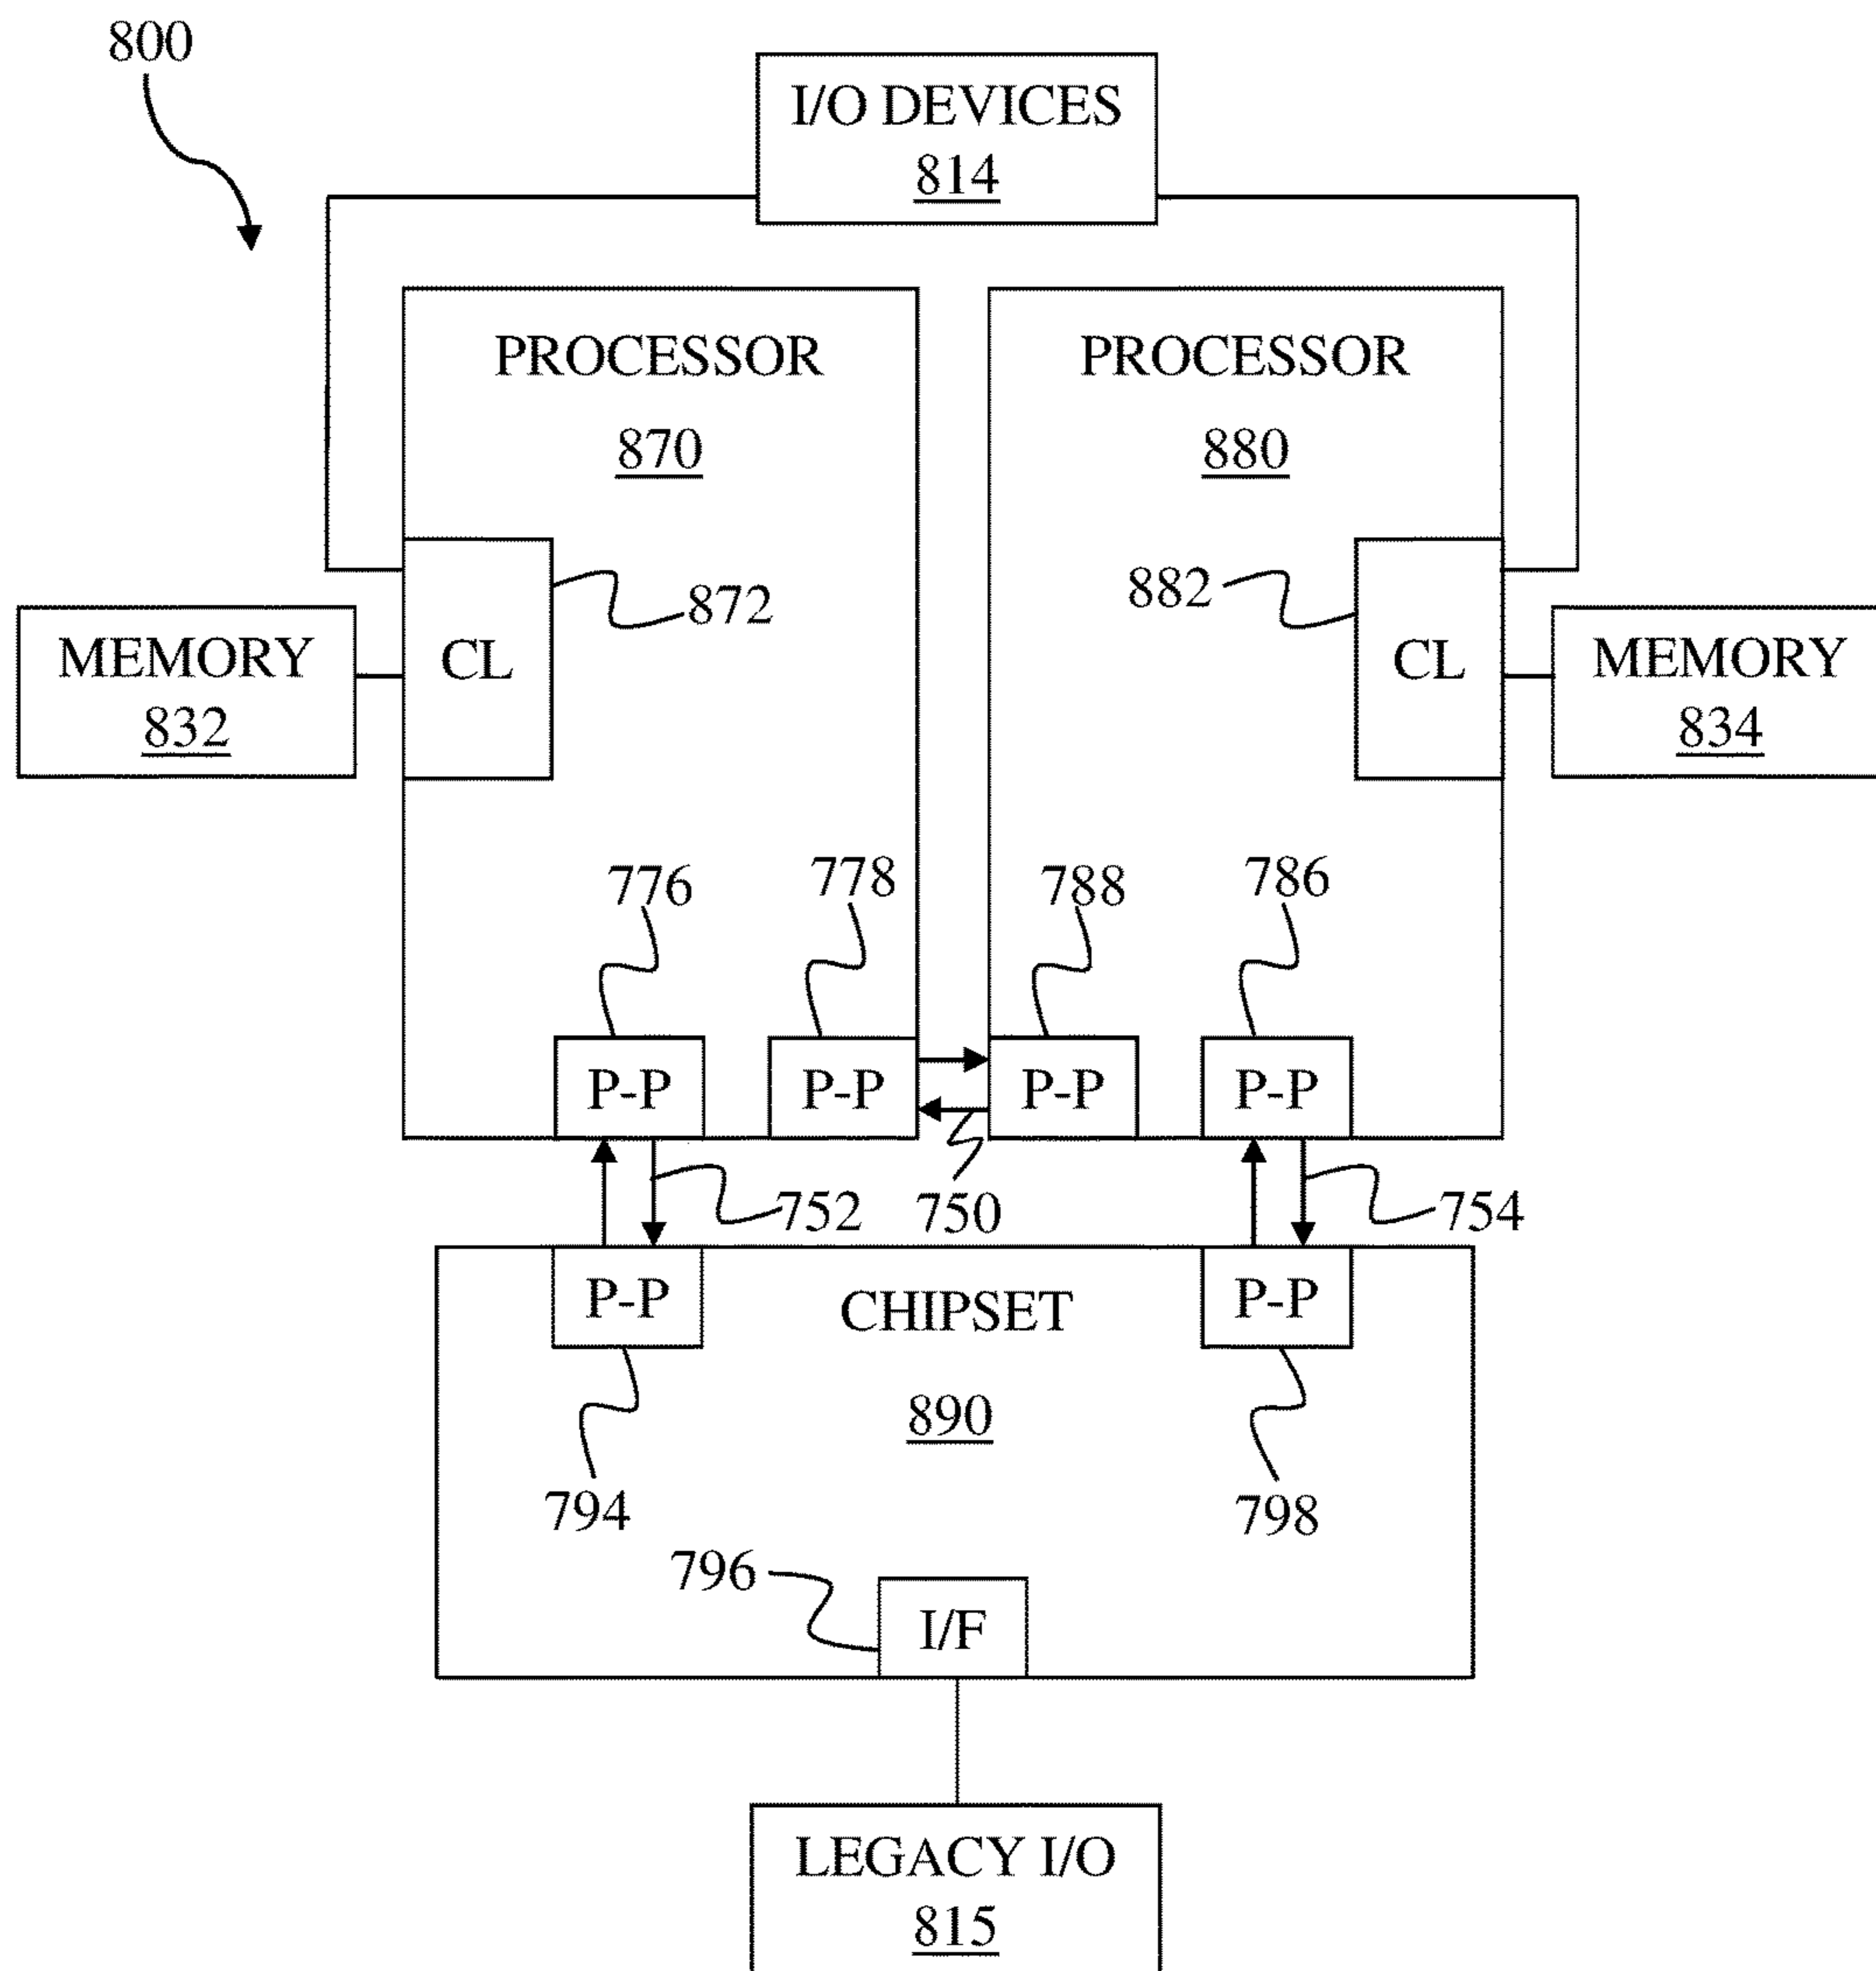 800
I/O DEVICES
814
PROCESSOR
870
PROCESSOR
880
872
882
CL
CL
MEMORY
832
MEMORY
834
776
778
788
786
P-P
P-P
P-P
P-P
752
750
754
P-P
CHIPSET
P-P
890
794
798
796
I/F
LEGACY I/O
815